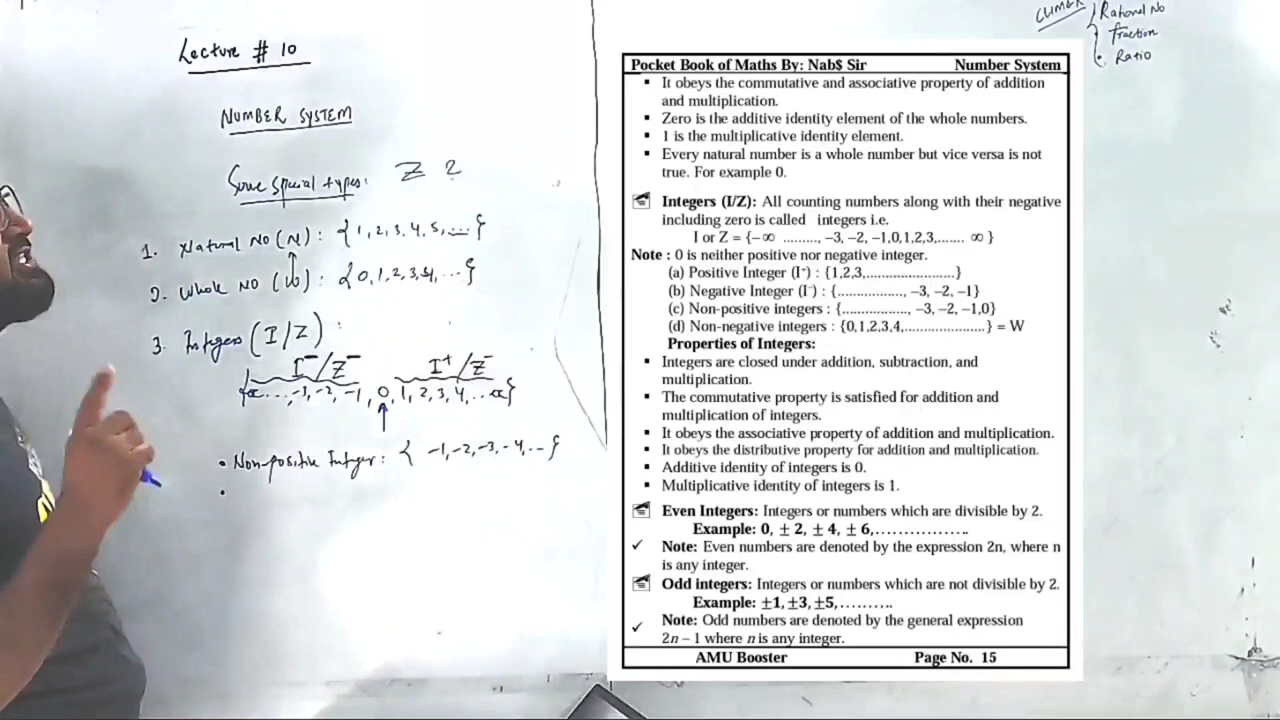 Lecture # 10
NUMBER SYSTEM
Some special types: Z ?
1. Natural No (N): {1, 2, 3, 4, 5, ...}
2. Whole No (W): {0, 1, 2, 3, 4, ...}
3. Integers (I/Z):
I⁻/Z⁻ I⁺/Z⁻
{∝..., -3, -2, -1, 0, 1, 2, 3, 4, ... ∝}
• Non-positive Integer: { -1, -2, -3, -4, ... }
•
Rational No
fraction
Ratio
Pocket Book of Maths By: Nab$ Sir Number System
▪ It obeys the commutative and associative property of addition
and multiplication.
▪ Zero is the additive identity element of the whole numbers.
▪ 1 is the multiplicative identity element.
▪ Every natural number is a whole number but vice versa is not
true. For example 0.
Integers (I/Z): All counting numbers along with their negative
including zero is called integers i.e.
I or Z = {−∞ ........., −3, −2, −1,0,1,2,3,....... ∞ }
Note : 0 is neither positive nor negative integer.
(a) Positive Integer (I⁺) : {1,2,3,......................}
(b) Negative Integer (I⁻) : {................., −3, −2, −1}
(c) Non-positive integers : {................., −3, −2, −1,0}
(d) Non-negative integers : {0,1,2,3,4,.....................} = W
Properties of Integers:
▪ Integers are closed under addition, subtraction, and
multiplication.
▪ The commutative property is satisfied for addition and
multiplication of integers.
▪ It obeys the associative property of addition and multiplication.
▪ It obeys the distributive property for addition and multiplication.
▪ Additive identity of integers is 0.
▪ Multiplicative identity of integers is 1.
Even Integers: Integers or numbers which are divisible by 2.
Example: 0, ± 2, ± 4, ± 6,..................
✓ Note: Even numbers are denoted by the expression 2n, where n
is any integer.
Odd integers: Integers or numbers which are not divisible by 2.
Example: ±1, ±3, ±5,..........
✓ Note: Odd numbers are denoted by the general expression
2n − 1 where n is any integer.
AMU Booster Page No. 15